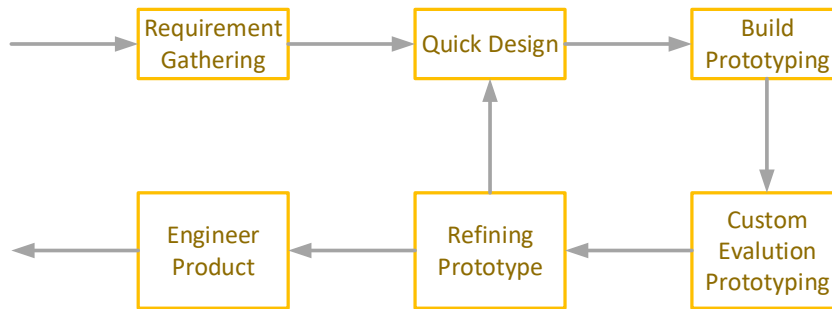 Requirement
Gathering
Quick Design
Build
Prototyping
Engineer
Product
Refining
Prototype
Custom
Evalution
Prototyping